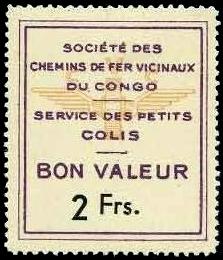 SOCIÉTÉ DES
CHEMINS DE FER VICINAUX
DU CONGO
SERVICE DES PETITS
COLIS
BON VALEUR
2 Frs.